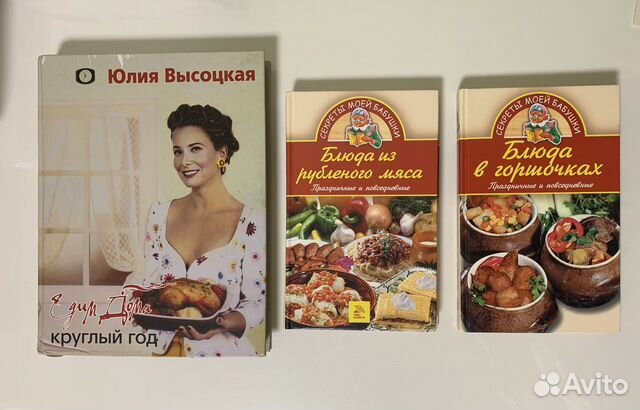 Юлия Высоцкая
Едим Дома
круглый год
СЕКРЕТЫ МОЕЙ БАБУШКИ
Блюда из
рубленого мяса
Праздничные и повседневные
СЕКРЕТЫ МОЕЙ БАБУШКИ
Блюда
в горшочках
Праздничные и повседневные
Avito